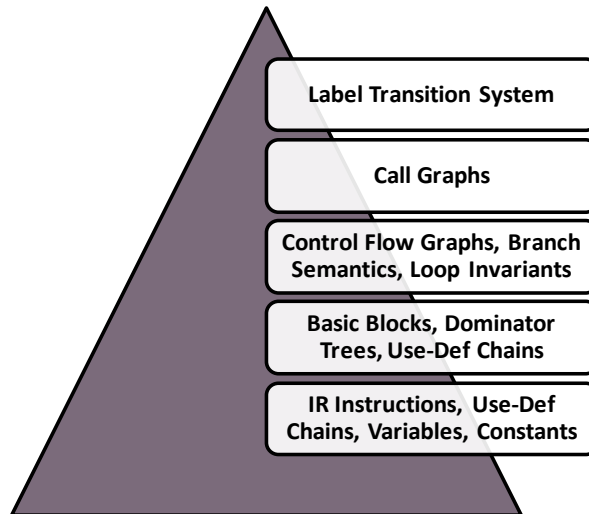 Label Transition System
Call Graphs
Control Flow Graphs, Branch
Semantics, Loop Invariants
Basic Blocks, Dominator
Trees, Use-Def Chains
IR Instructions, Use-Def
Chains, Variables, Constants